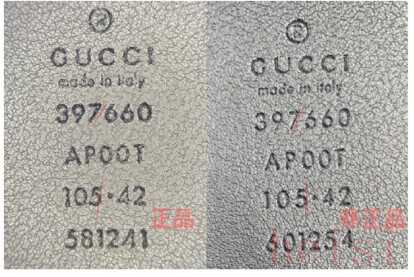 ® GUCCI
made in italy
397660
AP00T
105·42
正品
581241
® GUCCI
made in italy
397660
AP00T
105·42
非正品
601254